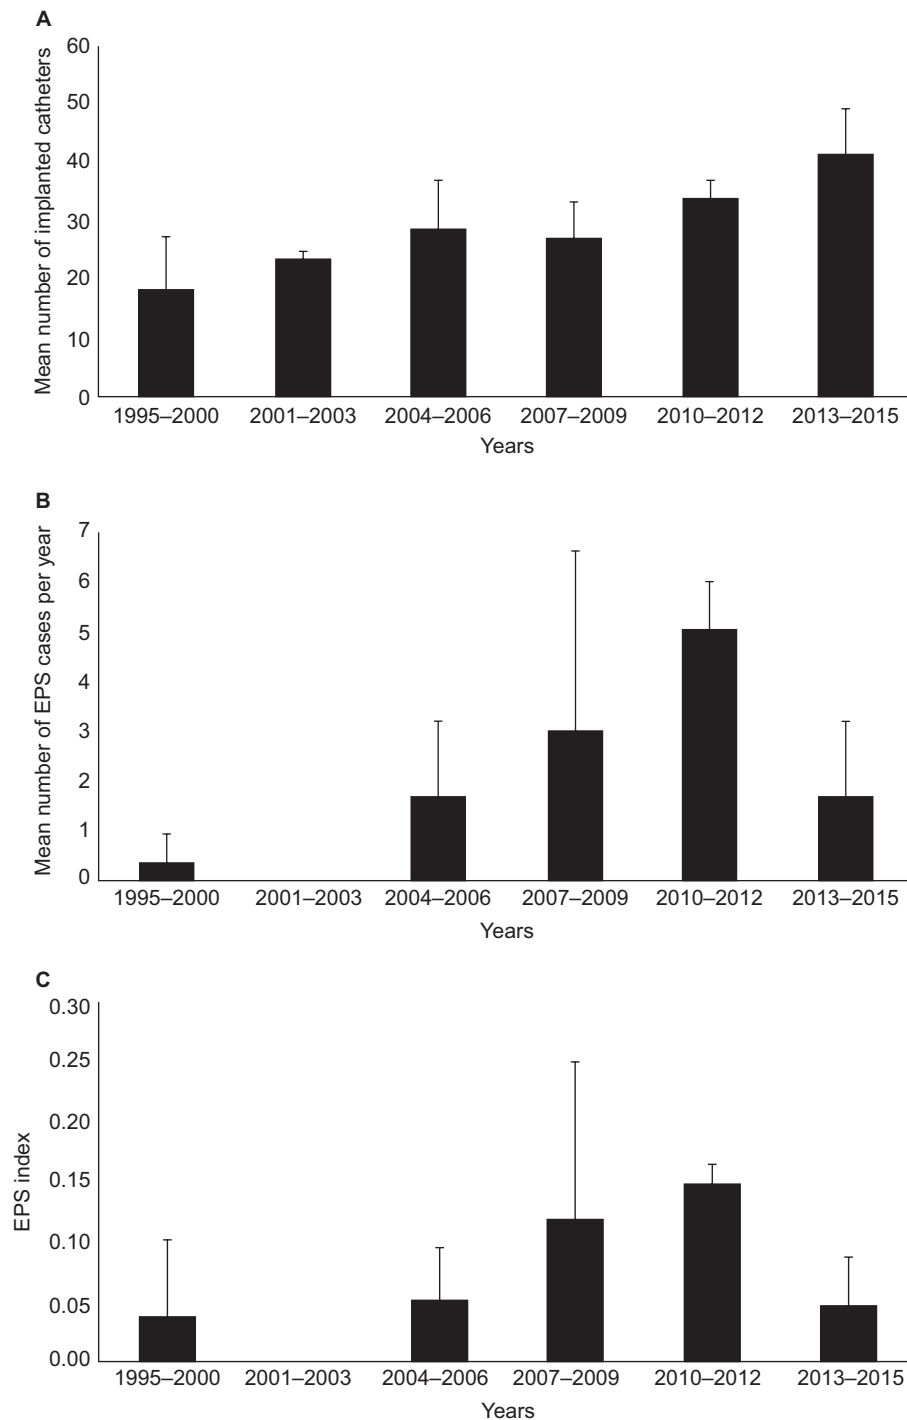 A
Mean number of implanted catheters
60
50
40
30
20
10
0
1995–2000 2001–2003 2004–2006 2007–2009 2010–2012 2013–2015
Years
B
Mean number of EPS cases per year
7
6
5
4
3
2
1
0
1995–2000 2001–2003 2004–2006 2007–2009 2010–2012 2013–2015
Years
C
EPS index
0.30
0.25
0.20
0.15
0.10
0.05
0.00
1995–2000 2001–2003 2004–2006 2007–2009 2010–2012 2013–2015
Years